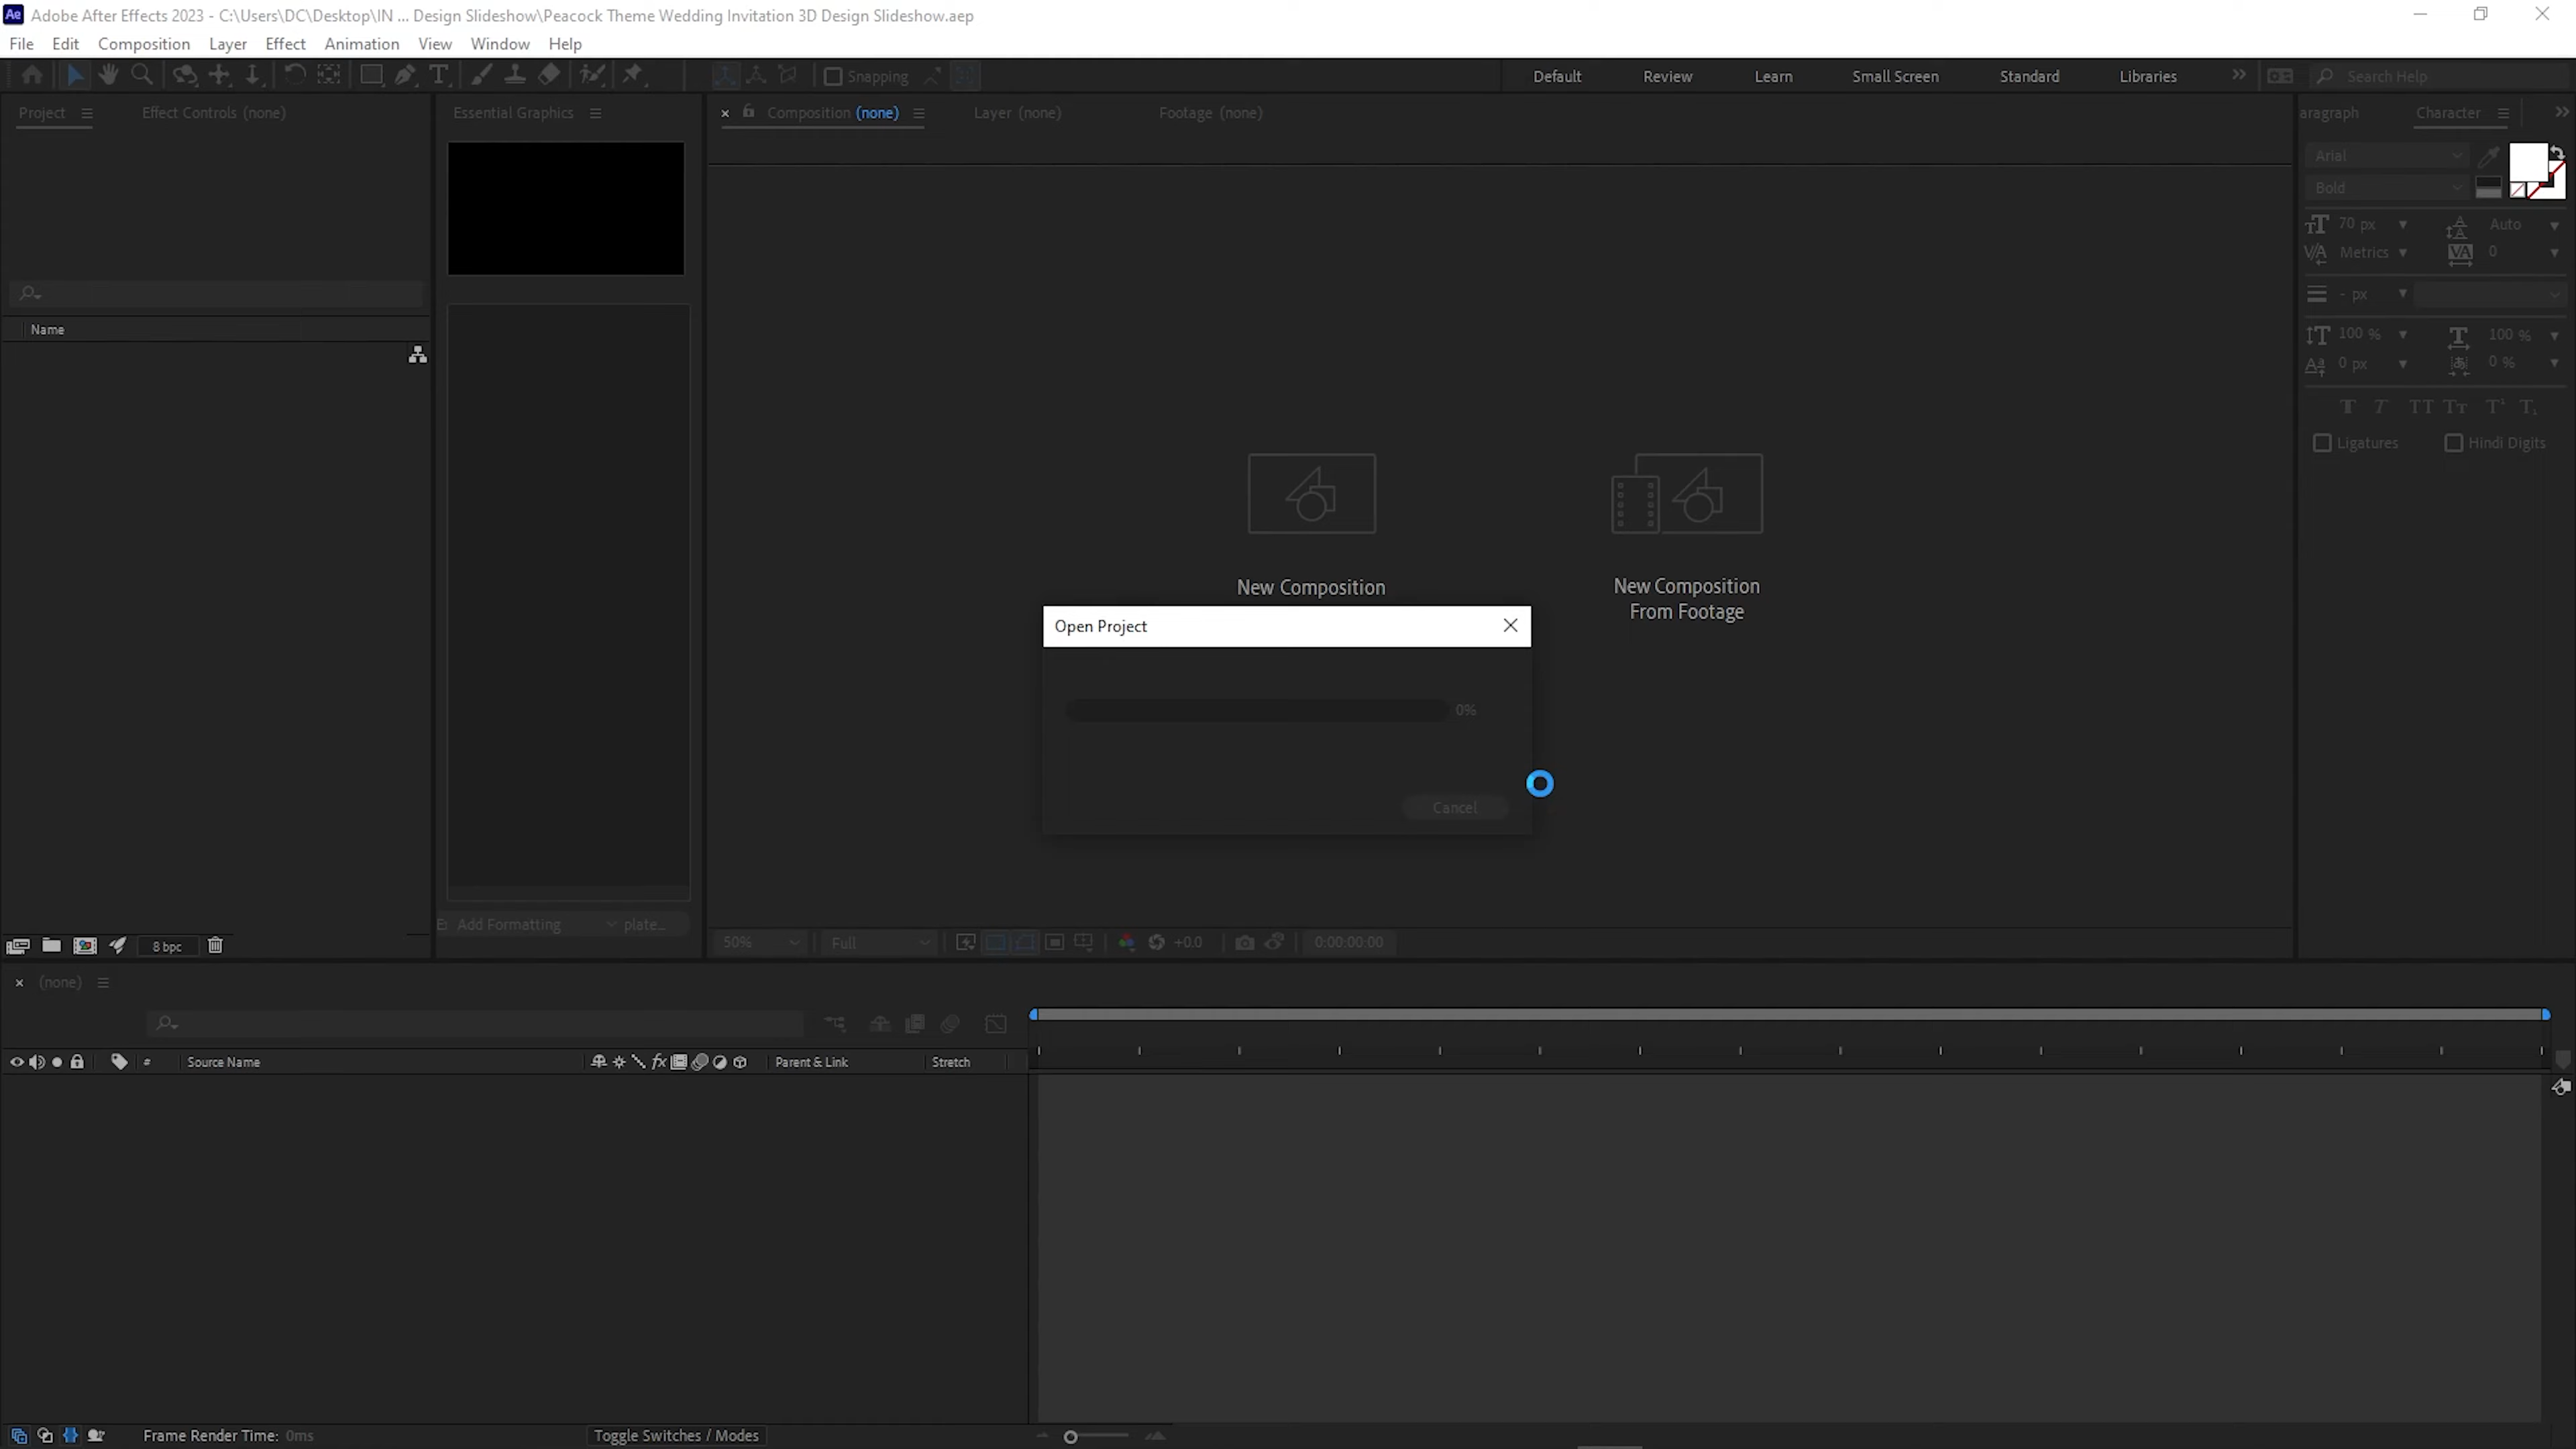 Ae Adobe After Effects 2023 - C:\Users\DC\Desktop\IN ... Design Slideshow\Peacock Theme Wedding Invitation 3D Design Slideshow.aep
File Edit Composition Layer Effect Animation View Window Help
Snapping Default Review Learn Small Screen Standard Libraries Search Help
Project Effect Controls (none) Essential Graphics Composition (none) Layer (none) Footage (none) aragraph Character
Arial
Bold
70 px Auto
Metrics 0
- px
100 % 100 %
0 px 0 %
Ligatures Hindi Digits
Name
New Composition
New Composition
From Footage
Open Project
0%
Cancel
Add Formatting plate...
8 bpc
50% Full +0.0 0:00:00:00
(none)
# Source Name fx Parent & Link Stretch
Frame Render Time: 0ms Toggle Switches / Modes